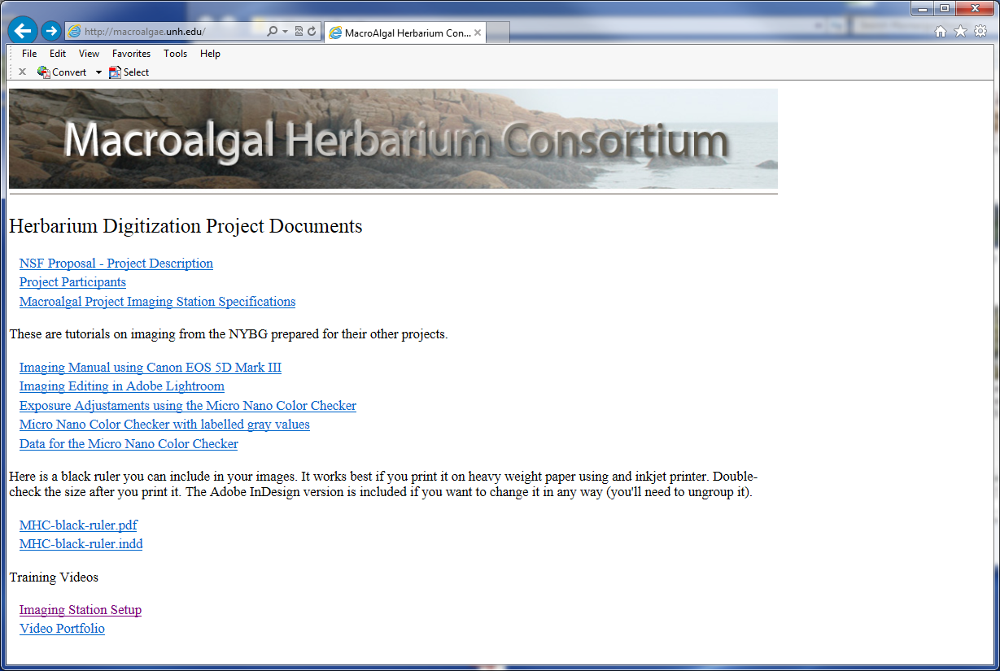 http://macroalgae.unh.edu/
MacroAlgal Herbarium Con...
File Edit View Favorites Tools Help
Convert Select
Macroalgal Herbarium Consortium
Herbarium Digitization Project Documents
NSF Proposal - Project Description
Project Participants
Macroalgal Project Imaging Station Specifications
These are tutorials on imaging from the NYBG prepared for their other projects.
Imaging Manual using Canon EOS 5D Mark III
Imaging Editing in Adobe Lightroom
Exposure Adjustaments using the Micro Nano Color Checker
Micro Nano Color Checker with labelled gray values
Data for the Micro Nano Color Checker
Here is a black ruler you can include in your images. It works best if you print it on heavy weight paper using and inkjet printer. Double-
check the size after you print it. The Adobe InDesign version is included if you want to change it in any way (you'll need to ungroup it).
MHC-black-ruler.pdf
MHC-black-ruler.indd
Training Videos
Imaging Station Setup
Video Portfolio